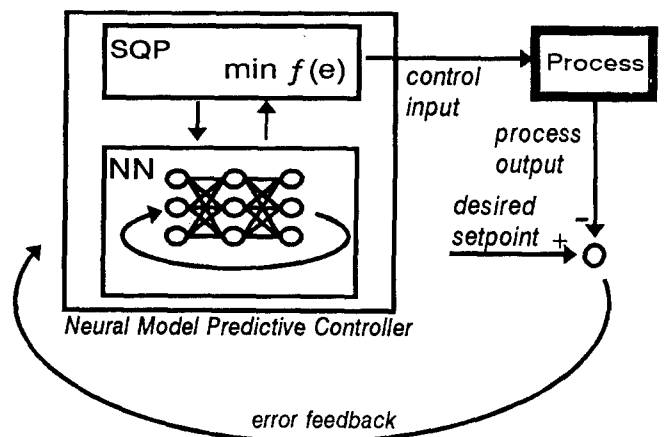 SQP
min f(e)
control
input
Process
process
output
NN
desired
setpoint
+
-
Neural Model Predictive Controller
error feedback